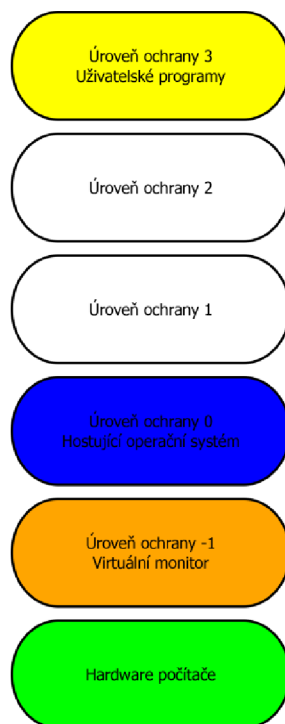 Úroveň ochrany 3
Uživatelské programy
Úroveň ochrany 2
Úroveň ochrany 1
Úroveň ochrany 0
Hostující operační systém
Úroveň ochrany -1
Virtuální monitor
Hardware počítače